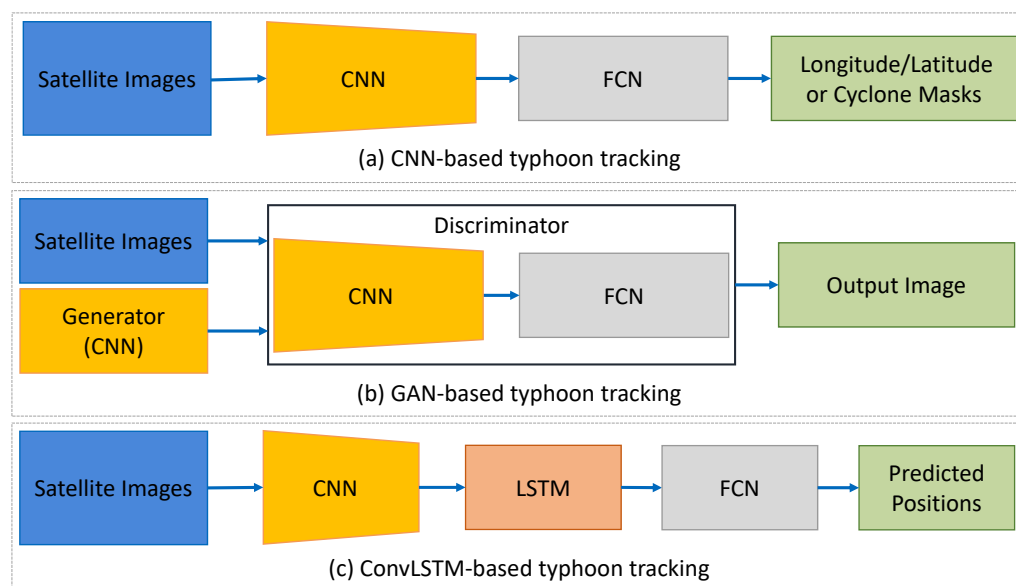 Satellite Images
CNN
FCN
Longitude/Latitude
or Cyclone Masks
(a) CNN-based typhoon tracking
Satellite Images
Generator
(CNN)
Discriminator
CNN
FCN
Output Image
(b) GAN-based typhoon tracking
Satellite Images
CNN
LSTM
FCN
Predicted
Positions
(c) ConvLSTM-based typhoon tracking